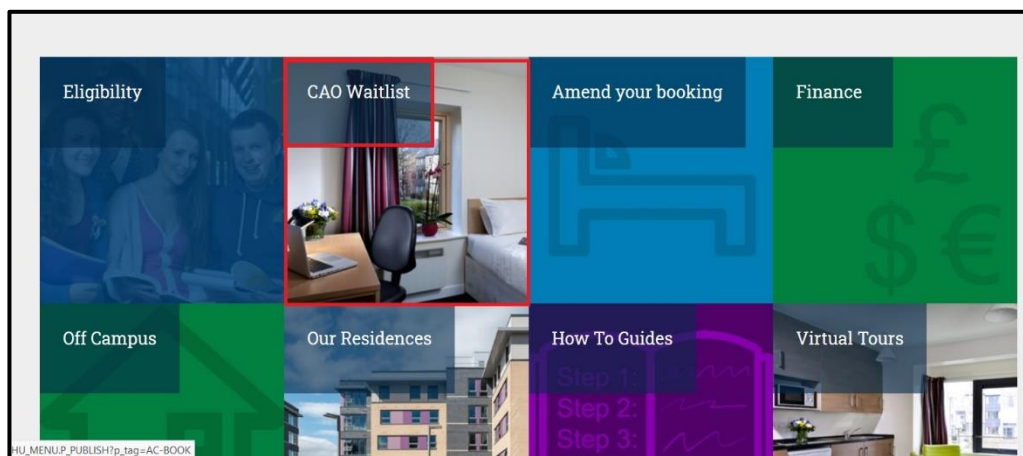 Eligibility
CAO Waitlist
Amend your booking
Finance
£
$ €
Off Campus
Our Residences
How To Guides
Virtual Tours
Step 1:
Step 2:
Step 3:
HU_MENU.P_PUBLISH?p_tag=AC-BOOK